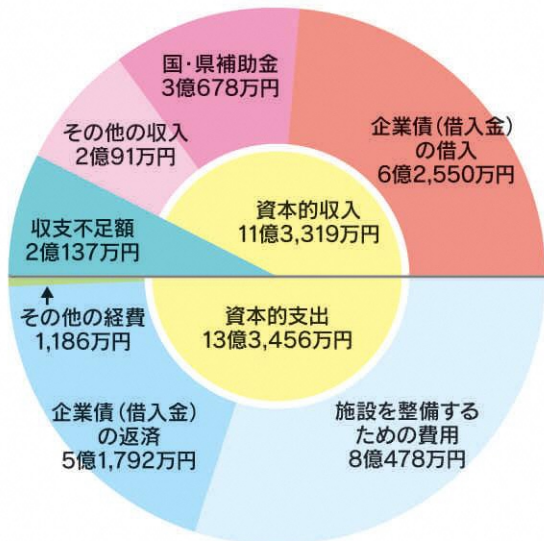 国・県補助金
3億678万円
企業債(借入金)
の借入
6億2,550万円
その他の収入
2億91万円
収支不足額
2億137万円
資本的収入
11億3,319万円
資本的支出
13億3,456万円
その他の経費
1,186万円
企業債(借入金)
の返済
5億1,792万円
施設を整備する
ための費用
8億478万円